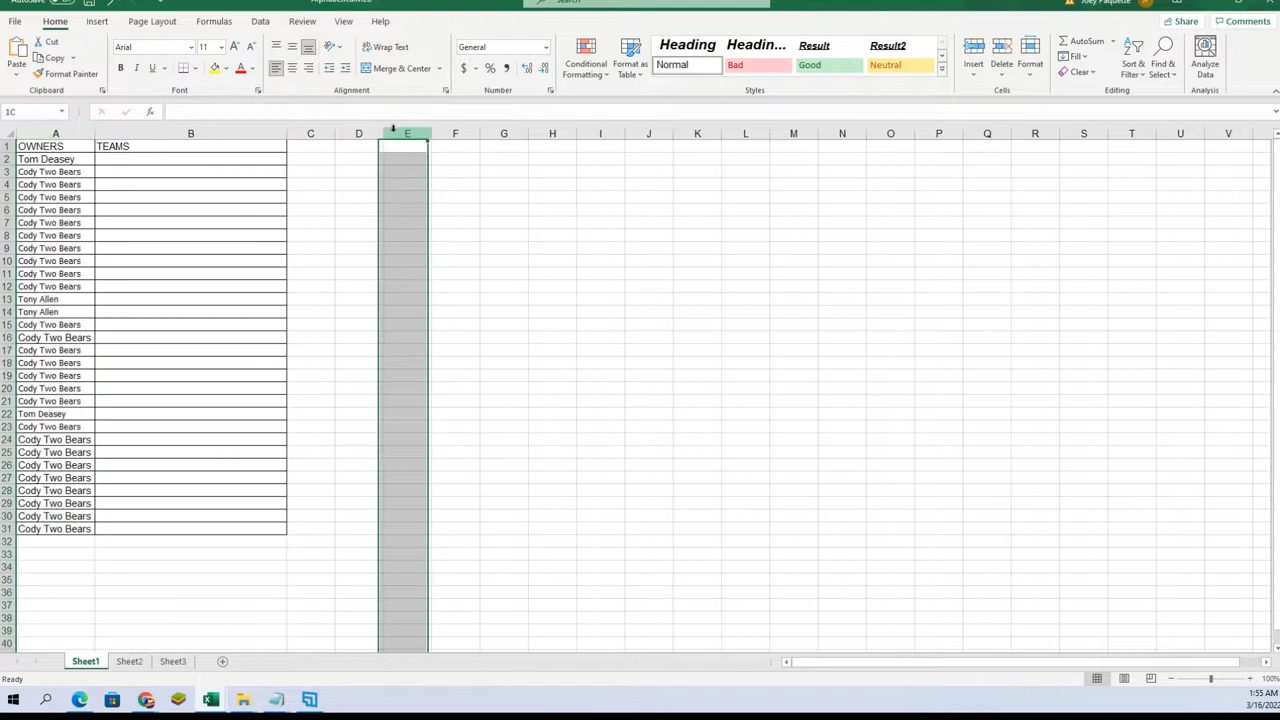 Search
Joey Paquette
File Home Insert Page Layout Formulas Data Review View Help Share Comments
Paste Cut Copy Format Painter Clipboard
Arial 11 A A B I U A Font
Wrap Text Merge & Center Alignment
General $ % , Number
Conditional Formatting Format as Table
Heading Headin... Result Result2
Normal Bad Good Neutral
Styles
Insert Delete Format Cells
AutoSum Fill Clear Sort & Filter Find & Select Editing
Analyze Data Analysis
1C fx
A B C D E F G H I J K L M N O P Q R S T U V
1 OWNERS TEAMS
2 Tom Deasey
3 Cody Two Bears
4 Cody Two Bears
5 Cody Two Bears
6 Cody Two Bears
7 Cody Two Bears
8 Cody Two Bears
9 Cody Two Bears
10 Cody Two Bears
11 Cody Two Bears
12 Cody Two Bears
13 Tony Allen
14 Tony Allen
15 Cody Two Bears
16 Cody Two Bears
17 Cody Two Bears
18 Cody Two Bears
19 Cody Two Bears
20 Cody Two Bears
21 Cody Two Bears
22 Tom Deasey
23 Cody Two Bears
24 Cody Two Bears
25 Cody Two Bears
26 Cody Two Bears
27 Cody Two Bears
28 Cody Two Bears
29 Cody Two Bears
30 Cody Two Bears
31 Cody Two Bears
32
33
34
35
36
37
38
39
40
Sheet1 Sheet2 Sheet3
Ready 100%
1:55 AM
3/16/202